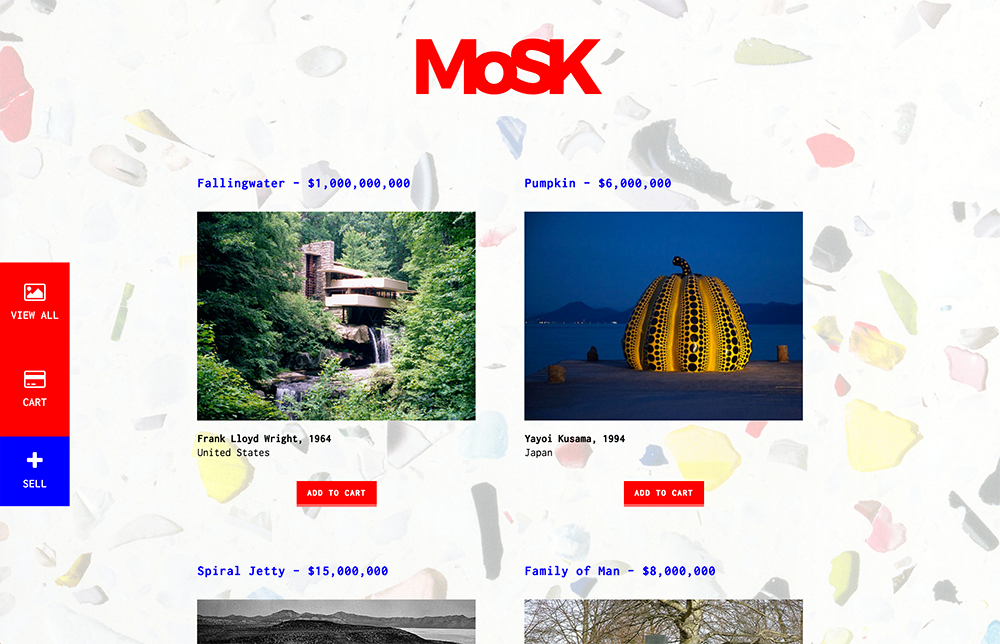 MoSK
Fallingwater - $1,000,000,000
Pumpkin - $6,000,000
VIEW ALL
CART
SELL
Frank Lloyd Wright, 1964
United States
Yayoi Kusama, 1994
Japan
ADD TO CART
ADD TO CART
Spiral Jetty - $15,000,000
Family of Man - $8,000,000